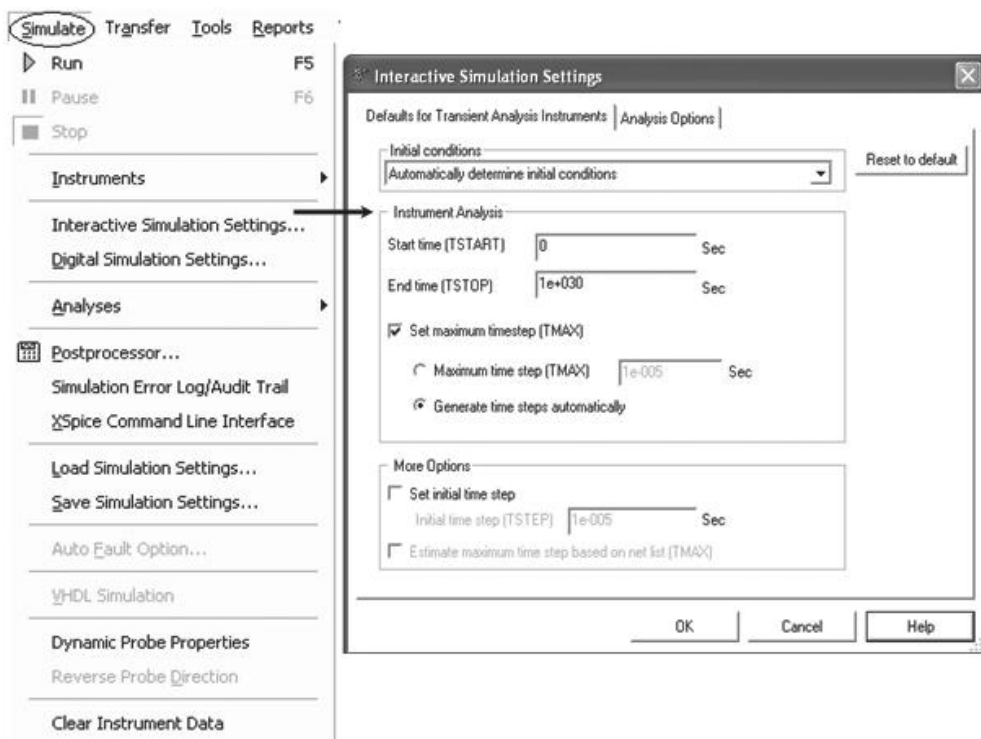 Simulate Transfer Tools Reports
Run F5
Pause F6
Stop
Instruments
Interactive Simulation Settings...
Digital Simulation Settings...
Analyses
Postprocessor...
Simulation Error Log/Audit Trail
XSpice Command Line Interface
Load Simulation Settings...
Save Simulation Settings...
Auto Fault Option...
VHDL Simulation
Dynamic Probe Properties
Reverse Probe Direction
Clear Instrument Data
Interactive Simulation Settings
Defaults for Transient Analysis Instruments Analysis Options
Initial conditions
Automatically determine initial conditions
Reset to default
Instrument Analysis
Start time (TSTART) 0 Sec
End time (TSTOP) 1e+030 Sec
Set maximum timestep (TMAX)
Maximum time step (TMAX) 1e-005 Sec
Generate time steps automatically
More Options
Set initial time step
Initial time step (TSTEP) 1e-005 Sec
Estimate maximum time step based on net list (TMAX)
OK Cancel Help